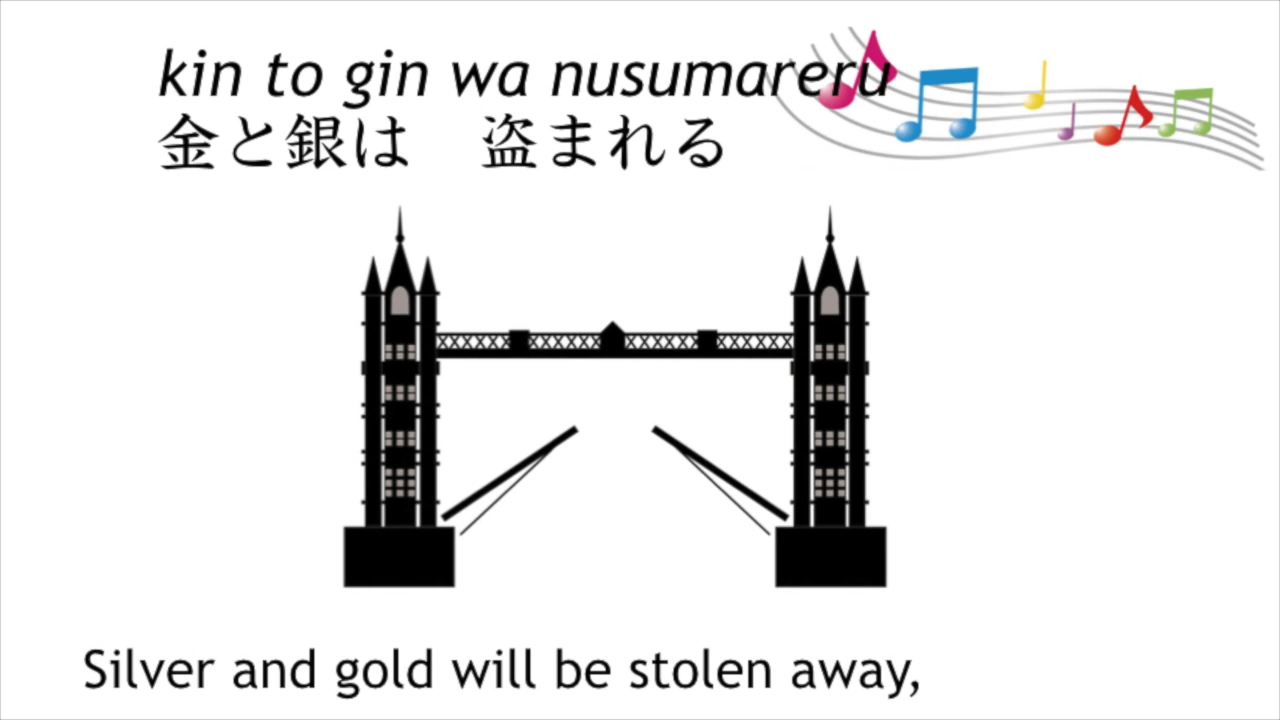 kin to gin wa nusumareru
金と銀は　盗まれる
Silver and gold will be stolen away,